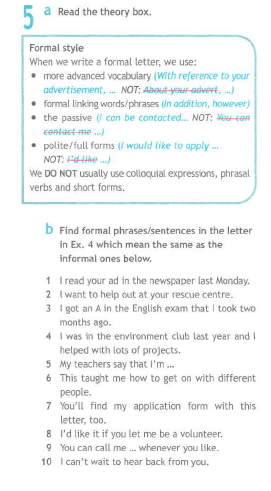 5 a Read the theory box.
Formal style
When we write a formal letter, we use:
• more advanced vocabulary (With reference to your
advertisement, ... NOT: About your advert, ...)
• formal linking words/phrases (In addition, however)
• the passive (I can be contacted... NOT: You can
contact me ...)
• polite/full forms (I would like to apply ...
NOT: I'd like ...)
We DO NOT usually use colloquial expressions, phrasal
verbs and short forms.
b Find formal phrases/sentences in the letter
in Ex. 4 which mean the same as the
informal ones below.
1 I read your ad in the newspaper last Monday.
2 I want to help out at your rescue centre.
3 I got an A in the English exam that I took two
months ago.
4 I was in the environment club last year and I
helped with lots of projects.
5 My teachers say that I'm ...
6 This taught me how to get on with different
people.
7 You'll find my application form with this
letter, too.
8 I'd like it if you let me be a volunteer.
9 You can call me ... whenever you like.
10 I can't wait to hear back from you.